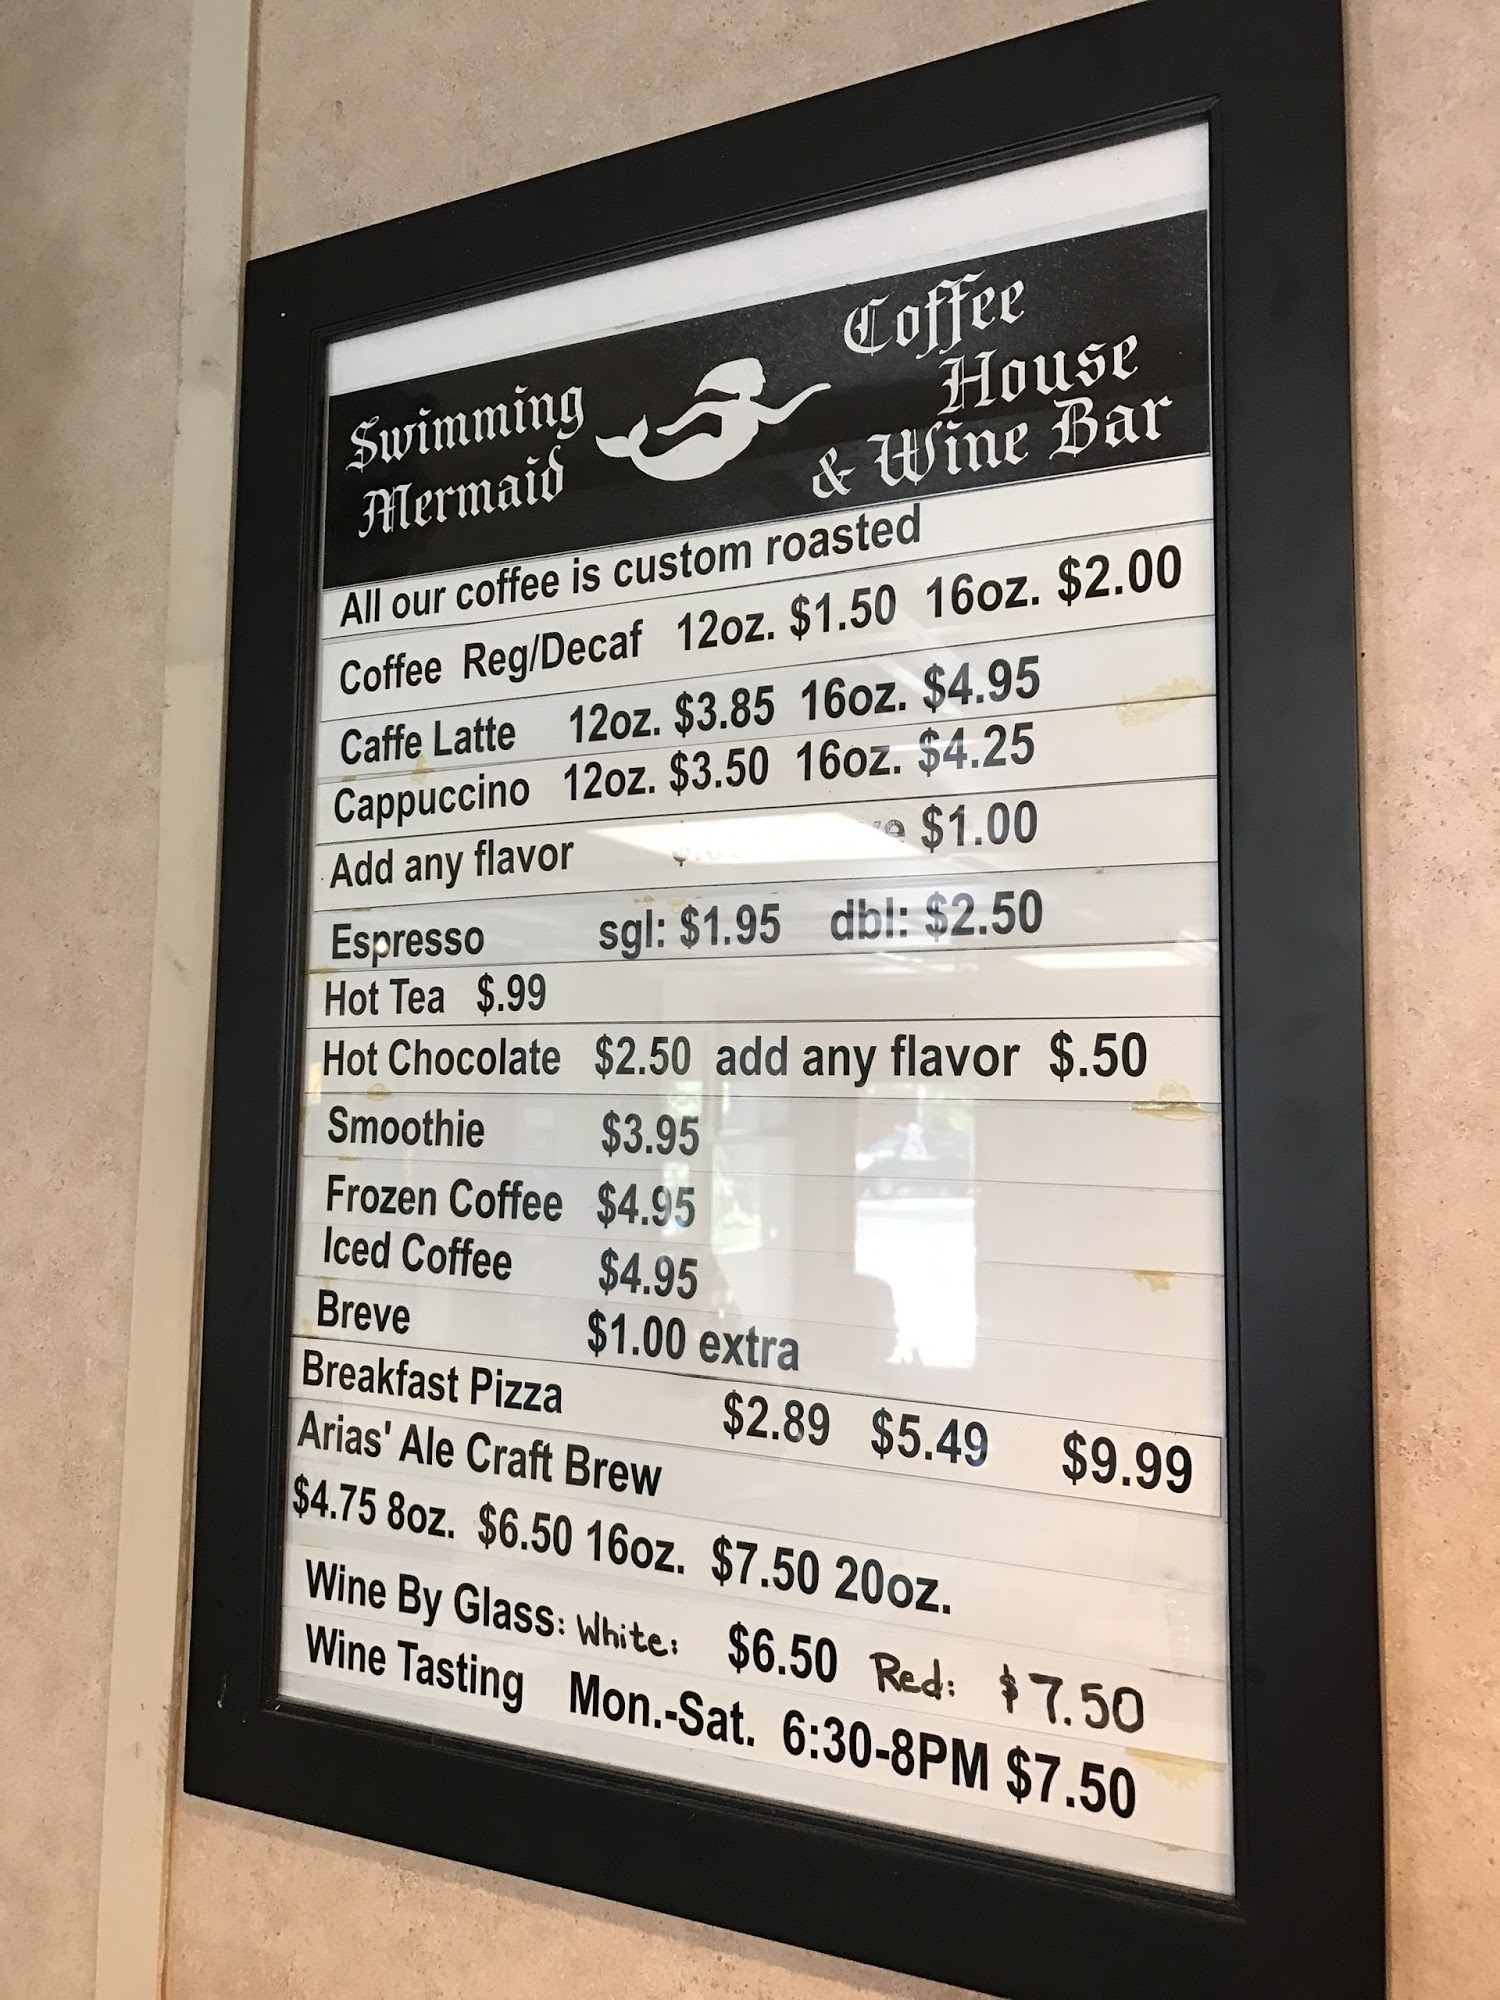 Swimming
Mermaid
Coffee
House
& Wine Bar
All our coffee is custom roasted
Coffee Reg/Decaf 12oz. $1.50 16oz. $2.00
Caffe Latte 12oz. $3.85 16oz. $4.95
Cappuccino 12oz. $3.50 16oz. $4.25
Add any flavor $1.00
Espresso sgl: $1.95 dbl: $2.50
Hot Tea $.99
Hot Chocolate $2.50 add any flavor $.50
Smoothie $3.95
Frozen Coffee $4.95
Iced Coffee $4.95
Breve $1.00 extra
Breakfast Pizza $2.89 $5.49 $9.99
Arias' Ale Craft Brew
$4.75 8oz. $6.50 16oz. $7.50 20oz.
Wine By Glass: White: $6.50 Red: $7.50
Wine Tasting Mon.-Sat. 6:30-8PM $7.50